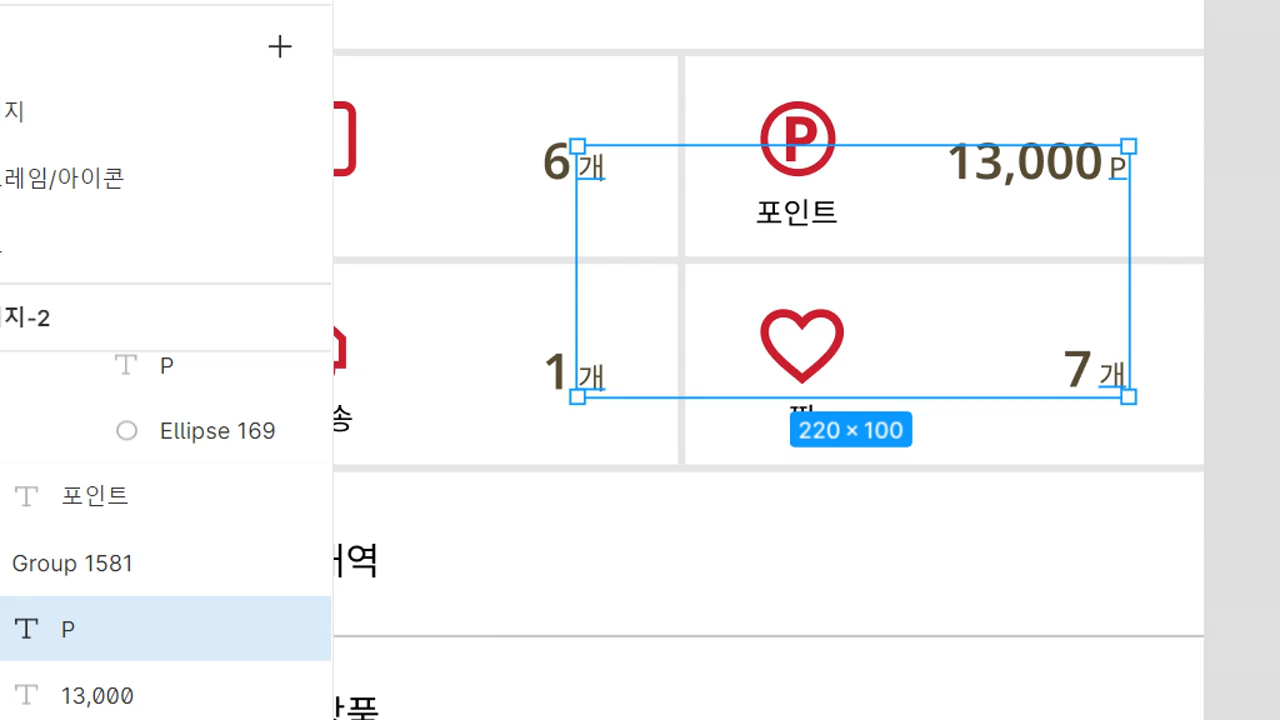 지
레임/아이콘
지-2
P
Ellipse 169
포인트
Group 1581
P
13,000
6 개
P
13,000 P
포인트
1 개
송
7 개
220 × 100
내역